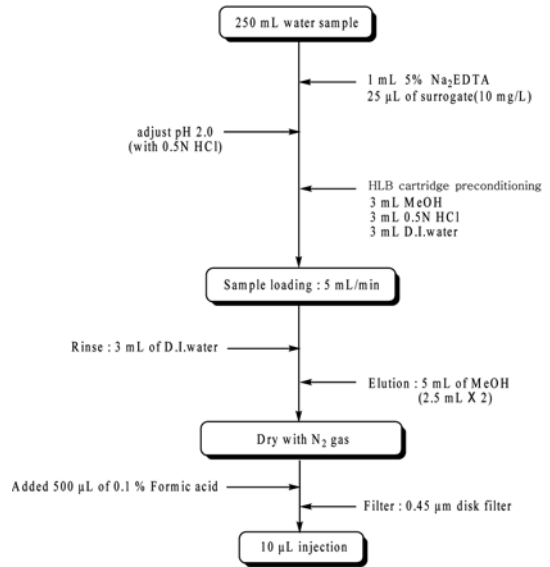 250 mL water sample
1 mL 5% Na₂EDTA
25 µL of surrogate(10 mg/L)
adjust pH 2.0
(with 0.5N HCl)
HLB cartridge preconditioning
3 mL MeOH
3 mL 0.5N HCl
3 mL D.I.water
Sample loading : 5 mL/min
Rinse : 3 mL of D.I.water
Elution : 5 mL of MeOH
(2.5 mL X 2)
Dry with N₂ gas
Added 500 µL of 0.1 % Formic acid
Filter : 0.45 µm disk filter
10 µL injection